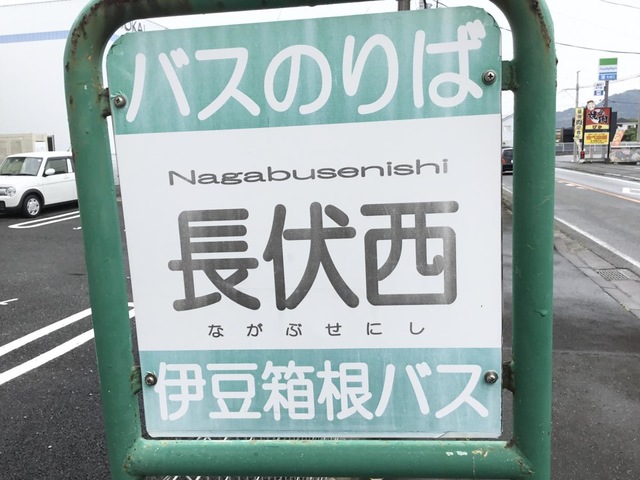 バスのりば
Nagabusenishi
長伏西
ながぶせにし
伊豆箱根バス